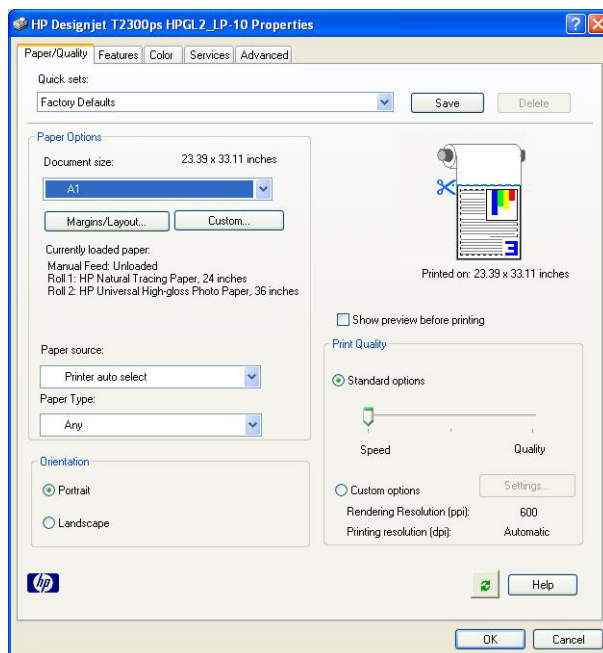 HP Designjet T2300ps HPGL2_LP-10 Properties
Paper/Quality Features Color Services Advanced
Quick sets:
Factory Defaults
Save
Delete
Paper Options
Document size: 23.39 x 33.11 inches
A1
Margins/Layout... Custom...
Currently loaded paper:
Manual Feed: Unloaded
Roll 1: HP Natural Tracing Paper, 24 inches
Roll 2: HP Universal High-gloss Photo Paper, 36 inches
Paper source:
Printer auto select
Paper Type:
Any
Orientation
Portrait
Landscape
3
Printed on: 23.39 x 33.11 inches
Show preview before printing
Print Quality
Standard options
Speed Quality
Custom options Settings...
Rendering Resolution (ppi): 600
Printing resolution (dpi): Automatic
hp
Help
OK Cancel